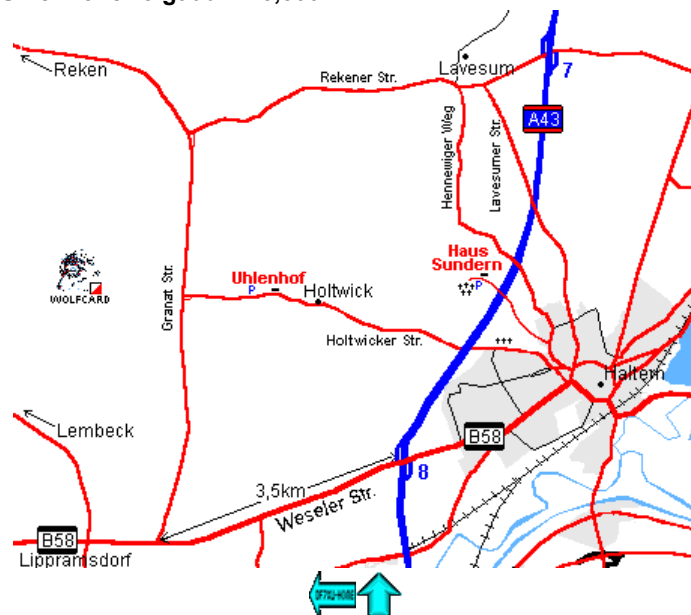 Reken
Lavesum
7
Rekener Str.
A43
Hennewiger Weg
Lavesumer Str.
Haus
Sundern
P
WOLFCARD
Granat Str.
Uhlenhof
P
Holtwick
Holtwicker Str.
Haltern
Lembeck
B58
8
3,5km
Weseler Str.
B58
Lippramsdorf